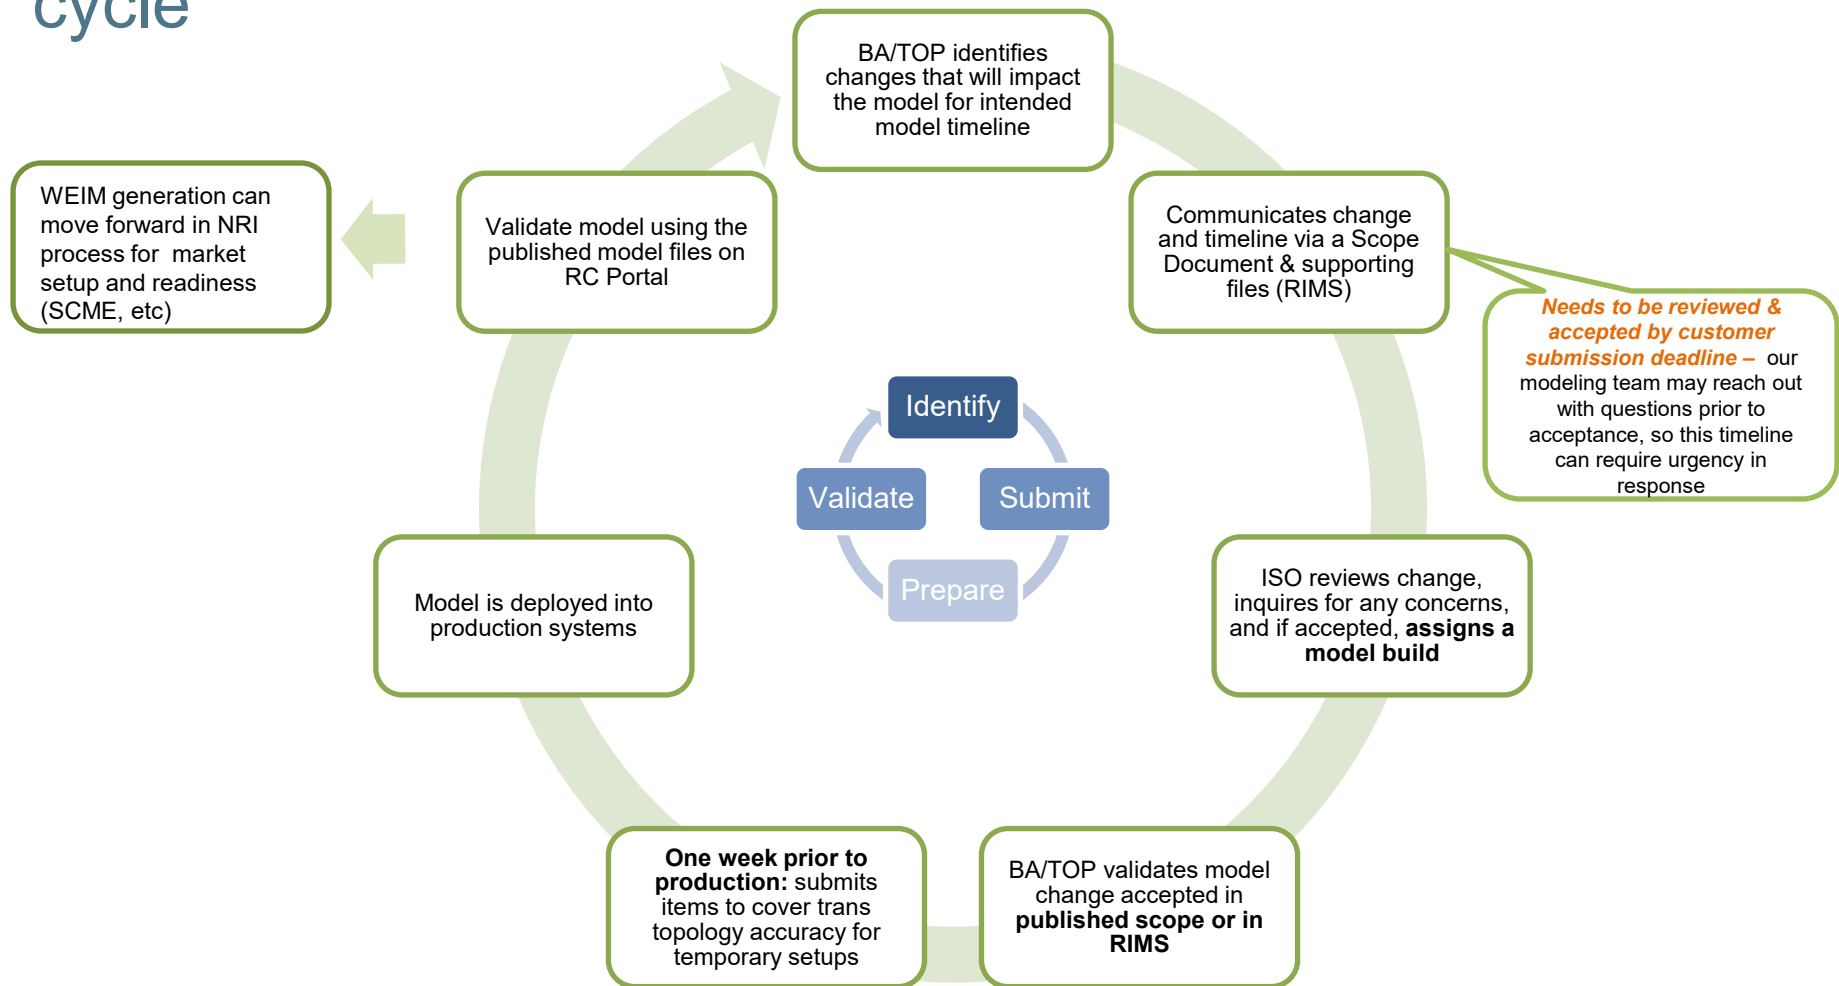 cycle
BA/TOP identifies
changes that will impact
the model for intended
model timeline
WEIM generation can
move forward in NRI
process for market
setup and readiness
(SCME, etc)
Validate model using the
published model files on
RC Portal
Communicates change
and timeline via a Scope
Document & supporting
files (RIMS)
Needs to be reviewed &
accepted by customer
submission deadline – our
modeling team may reach out
with questions prior to
acceptance, so this timeline
can require urgency in
response
Identify
Validate
Submit
Prepare
Model is deployed into
production systems
ISO reviews change,
inquires for any concerns,
and if accepted, assigns a
model build
One week prior to
production: submits
items to cover trans
topology accuracy for
temporary setups
BA/TOP validates model
change accepted in
published scope or in
RIMS